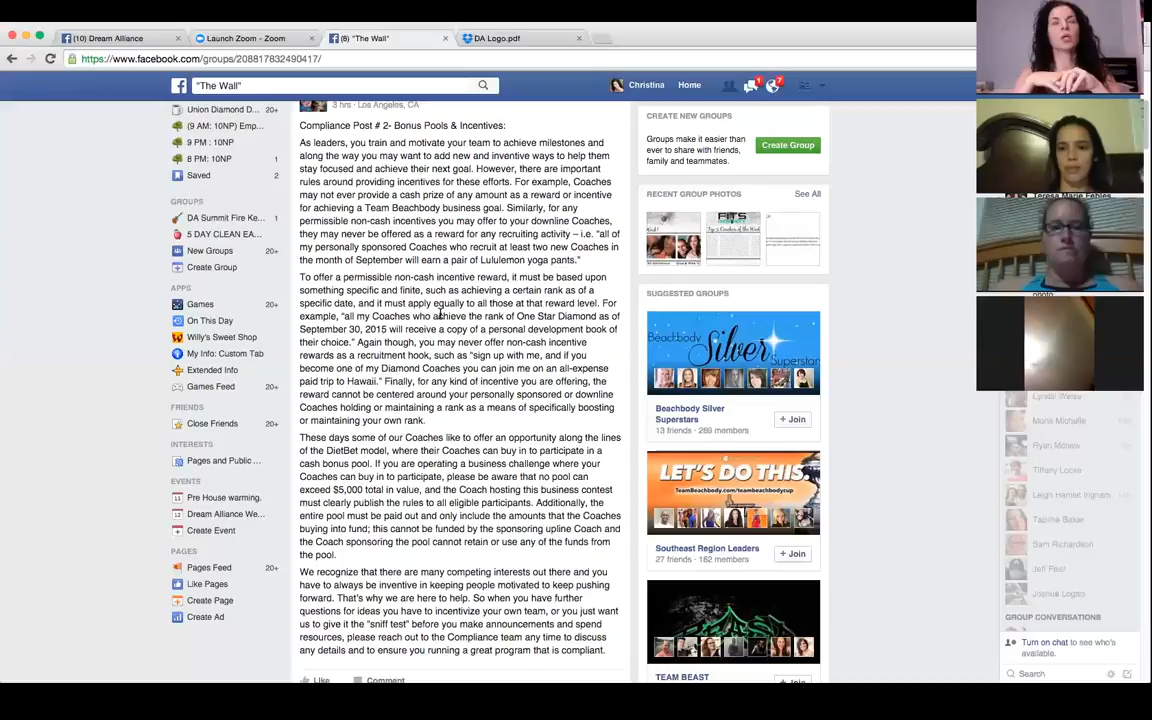 (10) Dream Alliance
Launch Zoom - Zoom
(6) "The Wall"
DA Logo.pdf
https://www.facebook.com/groups/208817832490417/
"The Wall"
Christina
Home
1
7
Union Diamond D... 20+
(9 AM: 10NP) Emp...
9 PM : 10NP
8 PM: 10NP 1
Saved 2
GROUPS
DA Summit Fire Ke... 1
5 DAY CLEAN EA...
New Groups 20+
Create Group
APPS
Games 20+
On This Day
Willy's Sweet Shop
My Info: Custom Tab
Extended Info
Games Feed 20+
FRIENDS
Close Friends 20+
INTERESTS
Pages and Public ...
EVENTS
11 Pre House warming.
12 Dream Alliance We...
Create Event
PAGES
Pages Feed 20+
Like Pages
Create Page
Create Ad
3 hrs · Los Angeles, CA
Compliance Post # 2- Bonus Pools & Incentives:
As leaders, you train and motivate your team to achieve milestones and
along the way you may want to add new and inventive ways to help them
stay focused and achieve their next goal. However, there are important
rules around providing incentives for these efforts. For example, Coaches
may not ever provide a cash prize of any amount as a reward or incentive
for achieving a Team Beachbody business goal. Similarly, for any
permissible non-cash incentives you may offer to your downline Coaches,
they may never be offered as a reward for any recruiting activity – i.e. "all of
my personally sponsored Coaches who recruit at least two new Coaches in
the month of September will earn a pair of Lululemon yoga pants."
To offer a permissible non-cash incentive reward, it must be based upon
something specific and finite, such as achieving a certain rank as of a
specific date, and it must apply equally to all those at that reward level. For
example, "all my Coaches who achieve the rank of One Star Diamond as of
September 30, 2015 will receive a copy of a personal development book of
their choice." Again though, you may never offer non-cash incentive
rewards as a recruitment hook, such as "sign up with me, and if you
become one of my Diamond Coaches you can join me on an all-expense
paid trip to Hawaii." Finally, for any kind of incentive you are offering, the
reward cannot be centered around your personally sponsored or downline
Coaches holding or maintaining a rank as a means of specifically boosting
or maintaining your own rank.
These days some of our Coaches like to offer an opportunity along the lines
of the DietBet model, where their Coaches can buy in to participate in a
cash bonus pool. If you are operating a business challenge where your
Coaches can buy in to participate, please be aware that no pool can
exceed $5,000 total in value, and the Coach hosting this business contest
must clearly publish the rules to all eligible participants. Additionally, the
entire pool must be paid out and only include the amounts that the Coaches
buying into fund; this cannot be funded by the sponsoring upline Coach and
the Coach sponsoring the pool cannot retain or use any of the funds from
the pool.
We recognize that there are many competing interests out there and you
have to always be inventive in keeping people motivated to keep pushing
forward. That's why we are here to help. So when you have further
questions for ideas you have to incentivize your own team, or you just want
us to give it the "sniff test" before you make announcements and spend
resources, please reach out to the Compliance team any time to discuss
any details and to ensure you running a great program that is compliant.
Like
Comment
CREATE NEW GROUPS
Groups make it easier than
ever to share with friends,
family and teammates.
Create Group
RECENT GROUP PHOTOS
See All
SUGGESTED GROUPS
Beachbody
Silver
Superstars
Beachbody Silver
Superstars
13 friends · 269 members
+ Join
LET'S DO THIS.
TeamBeachbody.com/teambeachbodycup
Southeast Region Leaders
27 friends · 162 members
+ Join
TEAM BEAST
+ Join
Teresa Marie Fables
photo.
Lyndsi Weise
Maria Michelle
Ryan Morrow
Tiffany Locke
Leigh Hamlet Ingham
Tabitha Baker
Sam Richardson
Jeff Feair
Joshua Logan
GROUP CONVERSATIONS
Turn on chat to see who's
available.
Search